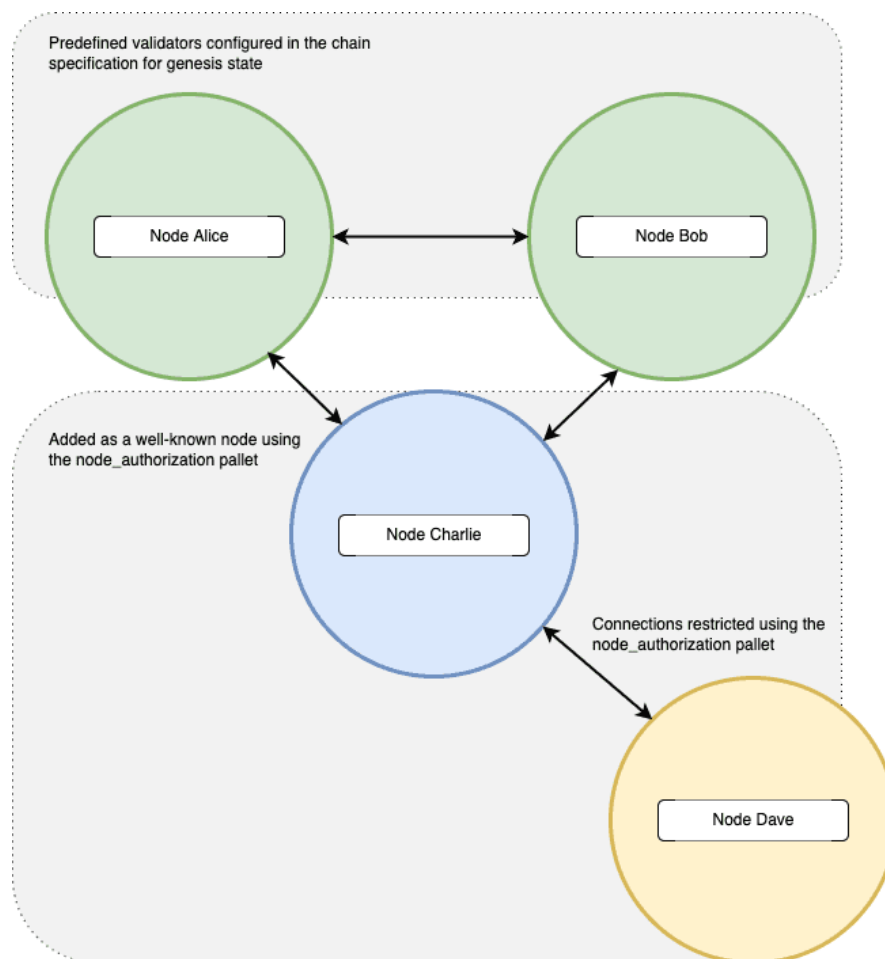 Predefined validators configured in the chain
specification for genesis state
Node Alice
Node Bob
Added as a well-known node using
the node_authorization pallet
Node Charlie
Connections restricted using the
node_authorization pallet
Node Dave